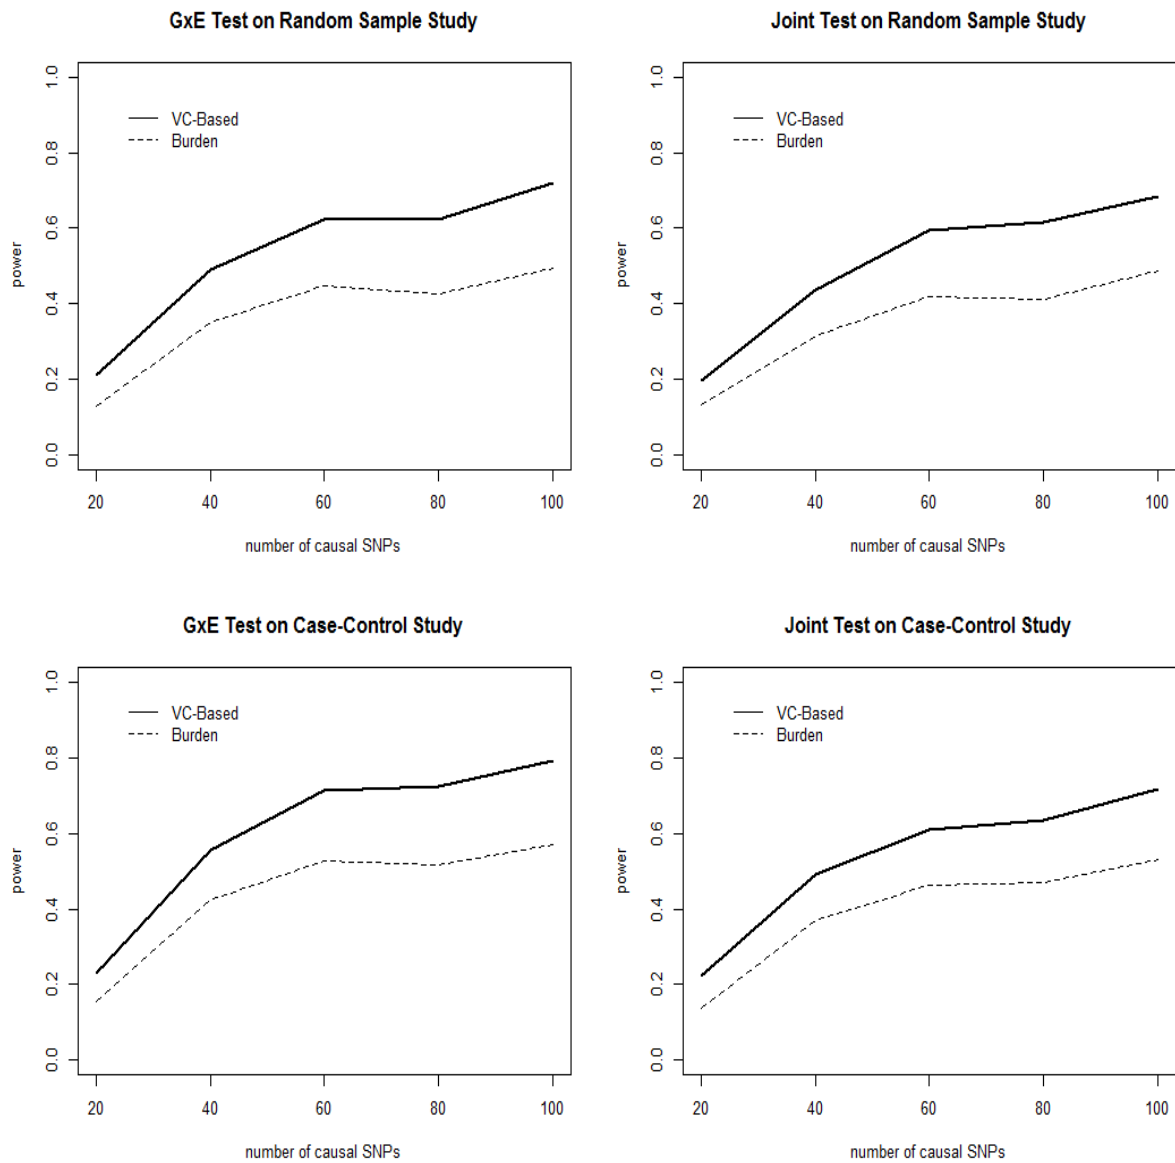 GxE Test on Random Sample Study
1.0
0.8
0.6
0.4
0.2
0.0
power
VC-Based
Burden
20 40 60 80 100
number of causal SNPs
Joint Test on Random Sample Study
1.0
0.8
0.6
0.4
0.2
0.0
power
VC-Based
Burden
20 40 60 80 100
number of causal SNPs
GxE Test on Case-Control Study
1.0
0.8
0.6
0.4
0.2
0.0
power
VC-Based
Burden
20 40 60 80 100
number of causal SNPs
Joint Test on Case-Control Study
1.0
0.8
0.6
0.4
0.2
0.0
power
VC-Based
Burden
20 40 60 80 100
number of causal SNPs